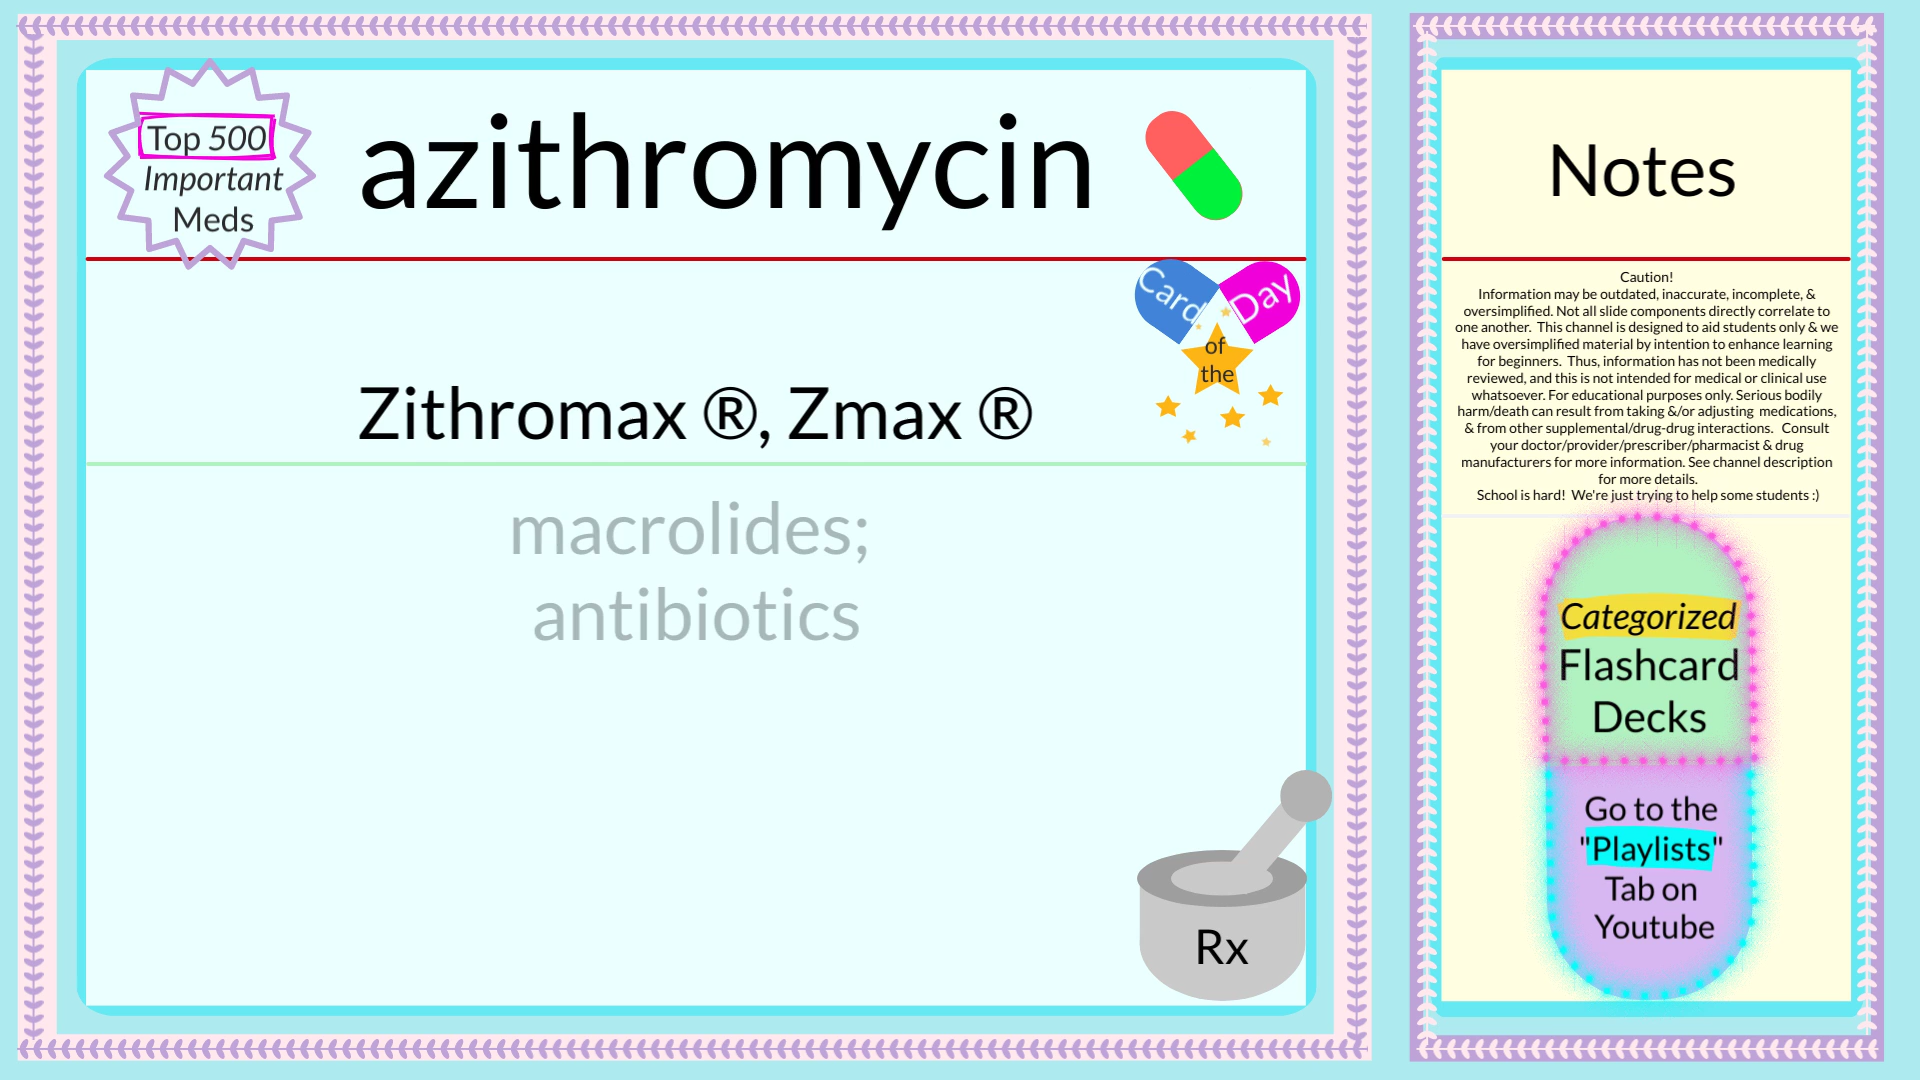 Top 500
Important
Meds
azithromycin
Card
of
the
Day
Zithromax ®, Zmax ®
macrolides;
antibiotics
Rx
Notes
Caution!
Information may be outdated, inaccurate, incomplete, &
oversimplified. Not all slide components directly correlate to
one another. This channel is designed to aid students only & we
have oversimplified material by intention to enhance learning
for beginners. Thus, information has not been medically
reviewed, and this is not intended for medical or clinical use
whatsoever. For educational purposes only. Serious bodily
harm/death can result from taking &/or adjusting medications,
& from other supplemental/drug-drug interactions. Consult
your doctor/provider/prescriber/pharmacist & drug
manufacturers for more information. See channel description
for more details.
School is hard! We're just trying to help some students :)
Categorized
Flashcard
Decks
Go to the
"Playlists"
Tab on
Youtube